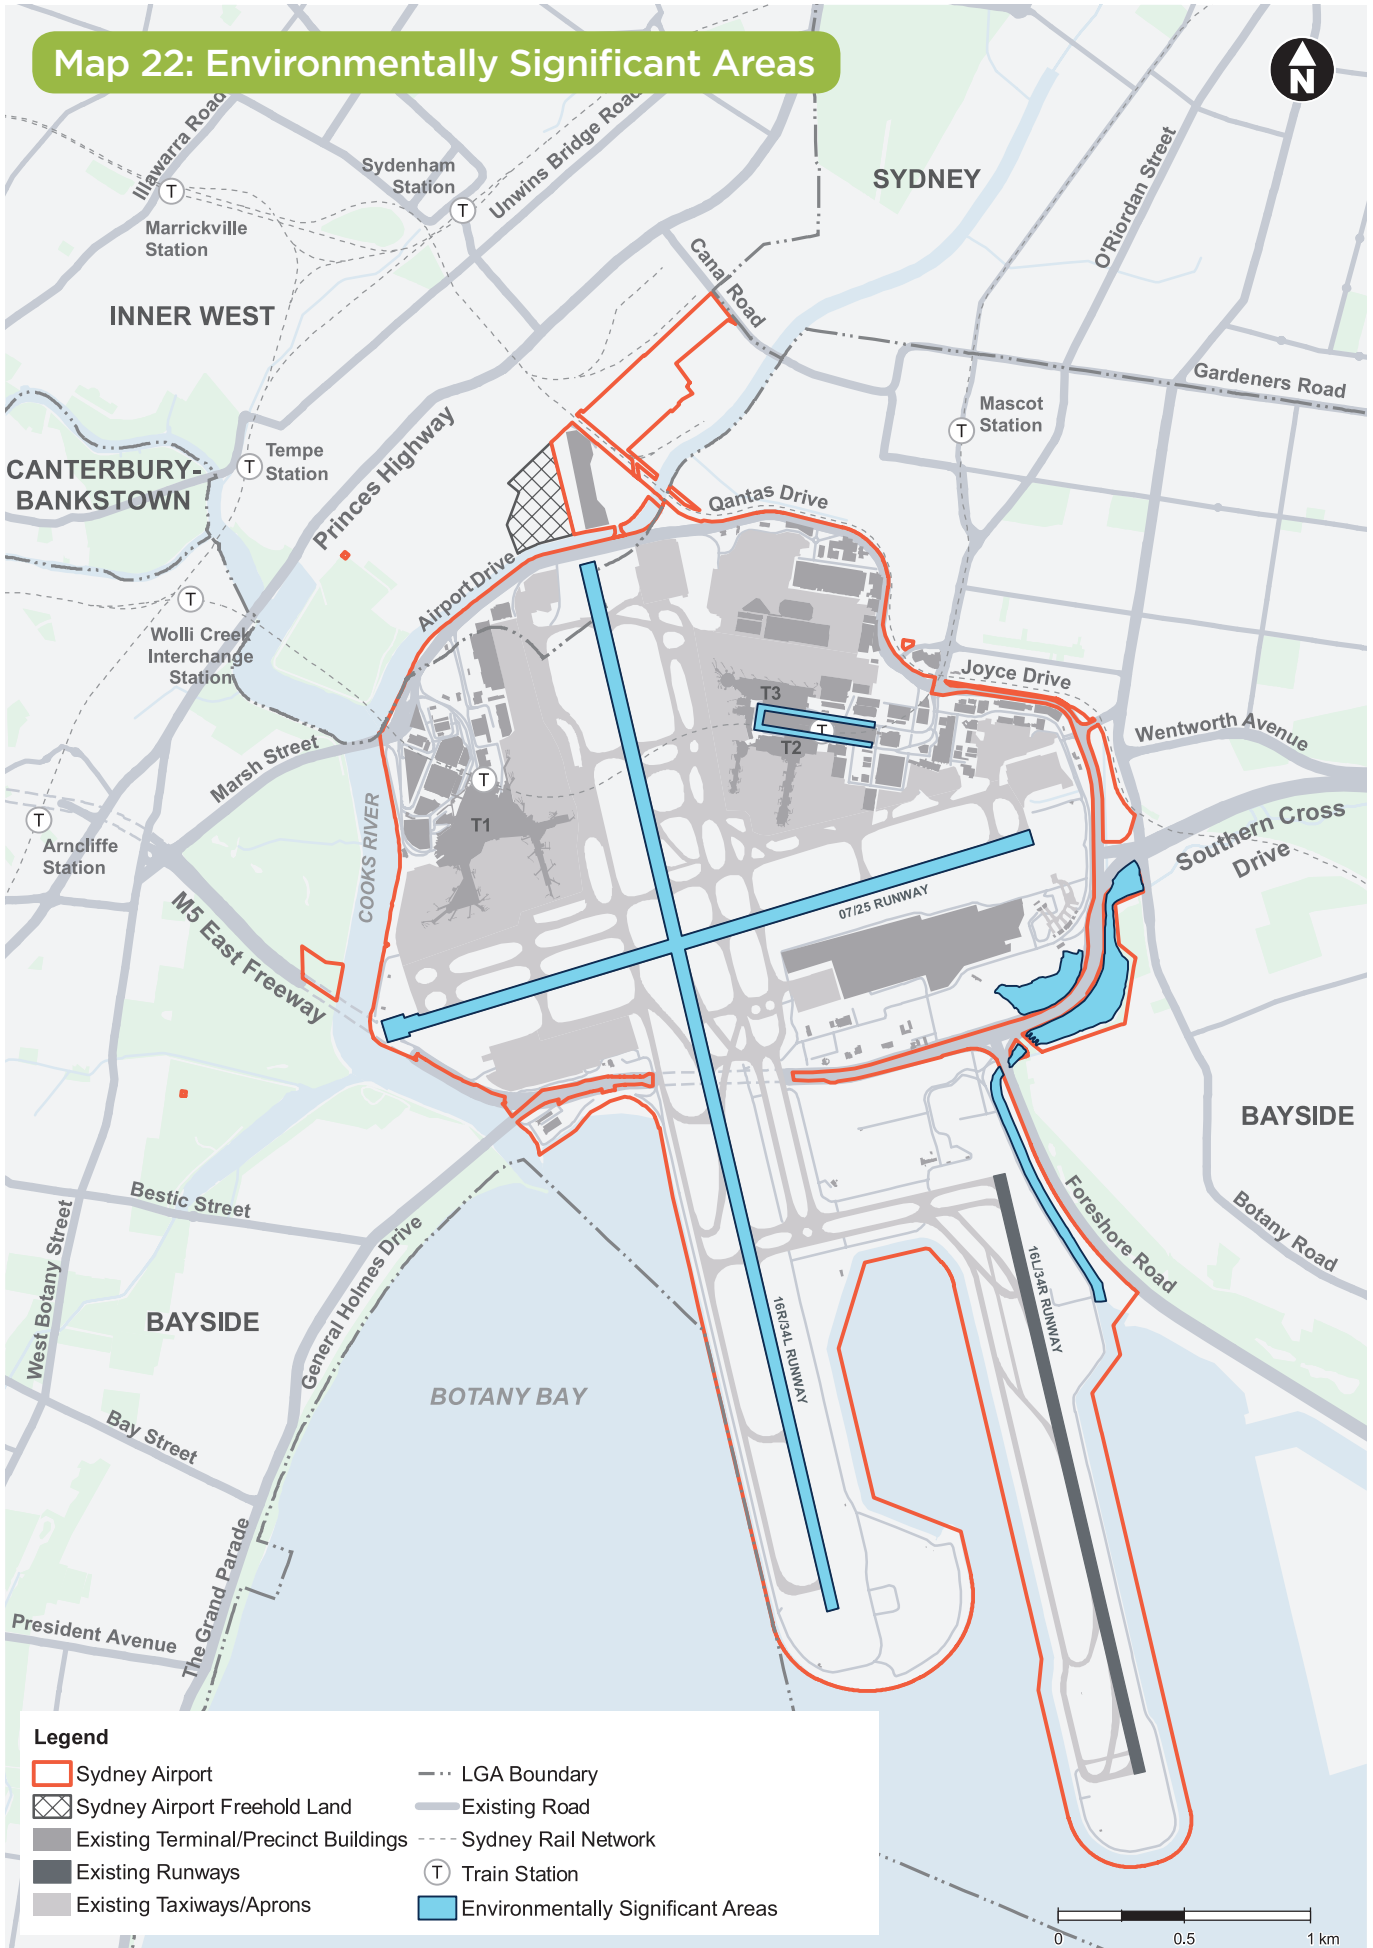 Map 22: Environmentally Significant Areas
N
Illawarra Road
Sydenham
Station
Unwins Bridge Road
SYDNEY
O'Riordan Street
T
T
Marrickville
Station
Canal Road
INNER WEST
Gardeners Road
Mascot
Station
T
Princes Highway
Tempe
Station
T
CANTERBURY-
BANKSTOWN
Qantas Drive
Airport Drive
T
Wolli Creek
Interchange
Station
Joyce Drive
T3
T
T2
Wentworth Avenue
Marsh Street
T
T1
COOKS RIVER
T
Arncliffe
Station
Southern Cross
Drive
07/25 RUNWAY
M5 East Freeway
BAYSIDE
Bestic Street
Foreshore Road
Botany Road
West Botany Street
General Holmes Drive
16L/34R RUNWAY
16R/34L RUNWAY
BAYSIDE
BOTANY BAY
Bay Street
The Grand Parade
President Avenue
Legend
Sydney Airport
Sydney Airport Freehold Land
Existing Terminal/Precinct Buildings
Existing Runways
Existing Taxiways/Aprons
LGA Boundary
Existing Road
Sydney Rail Network
T
Train Station
Environmentally Significant Areas
0
0.5
1 km